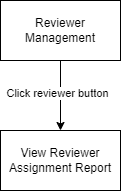 Reviewer
Management
Click reviewer button
View Reviewer
Assignment Report